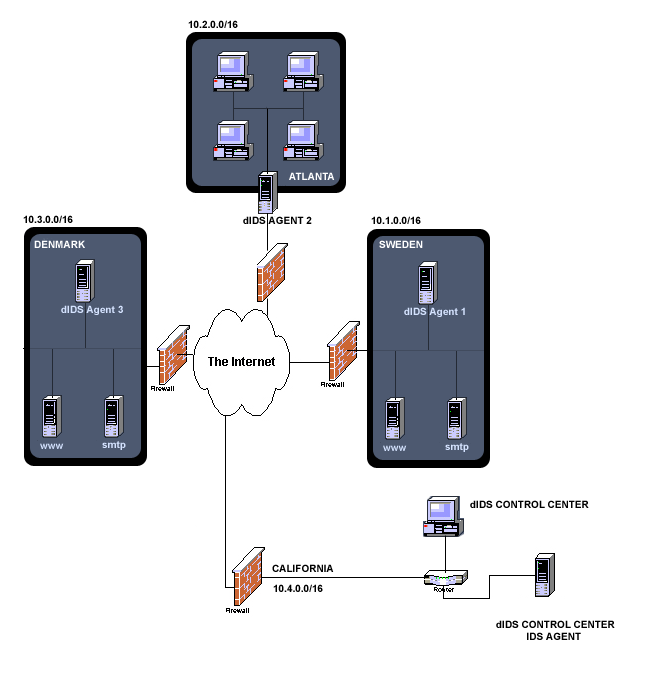 10.2.0.0/16
ATLANTA
dIDS AGENT 2
10.3.0.0/16
DENMARK
dIDS Agent 3
www
smtp
Firewall
The Internet
10.1.0.0/16
SWEDEN
dIDS Agent 1
www
smtp
Firewall
dIDS CONTROL CENTER
CALIFORNIA
10.4.0.0/16
Firewall
Router
dIDS CONTROL CENTER
IDS AGENT